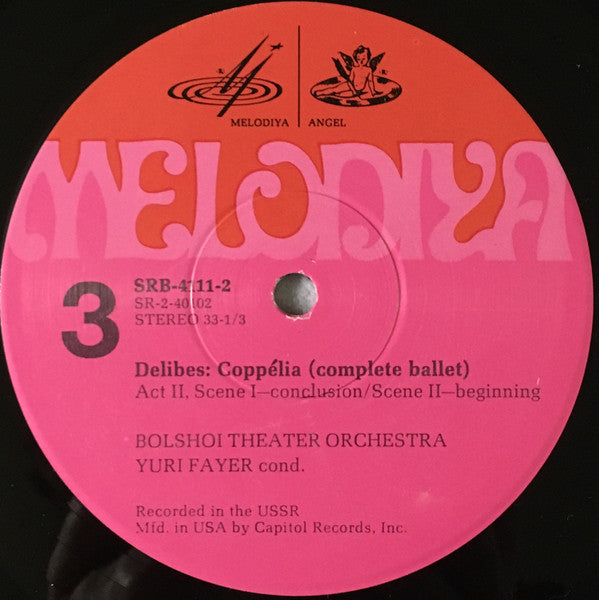 MELODIYA
ANGEL
MELODIYA
3
SRB-4111-2
SR-2-40102
STEREO 33-1/3
Delibes: Coppélia (complete ballet)
Act II, Scene I—conclusion/Scene II—beginning
BOLSHOI THEATER ORCHESTRA
YURI FAYER cond.
Recorded in the USSR
Mfd. in USA by Capitol Records, Inc.